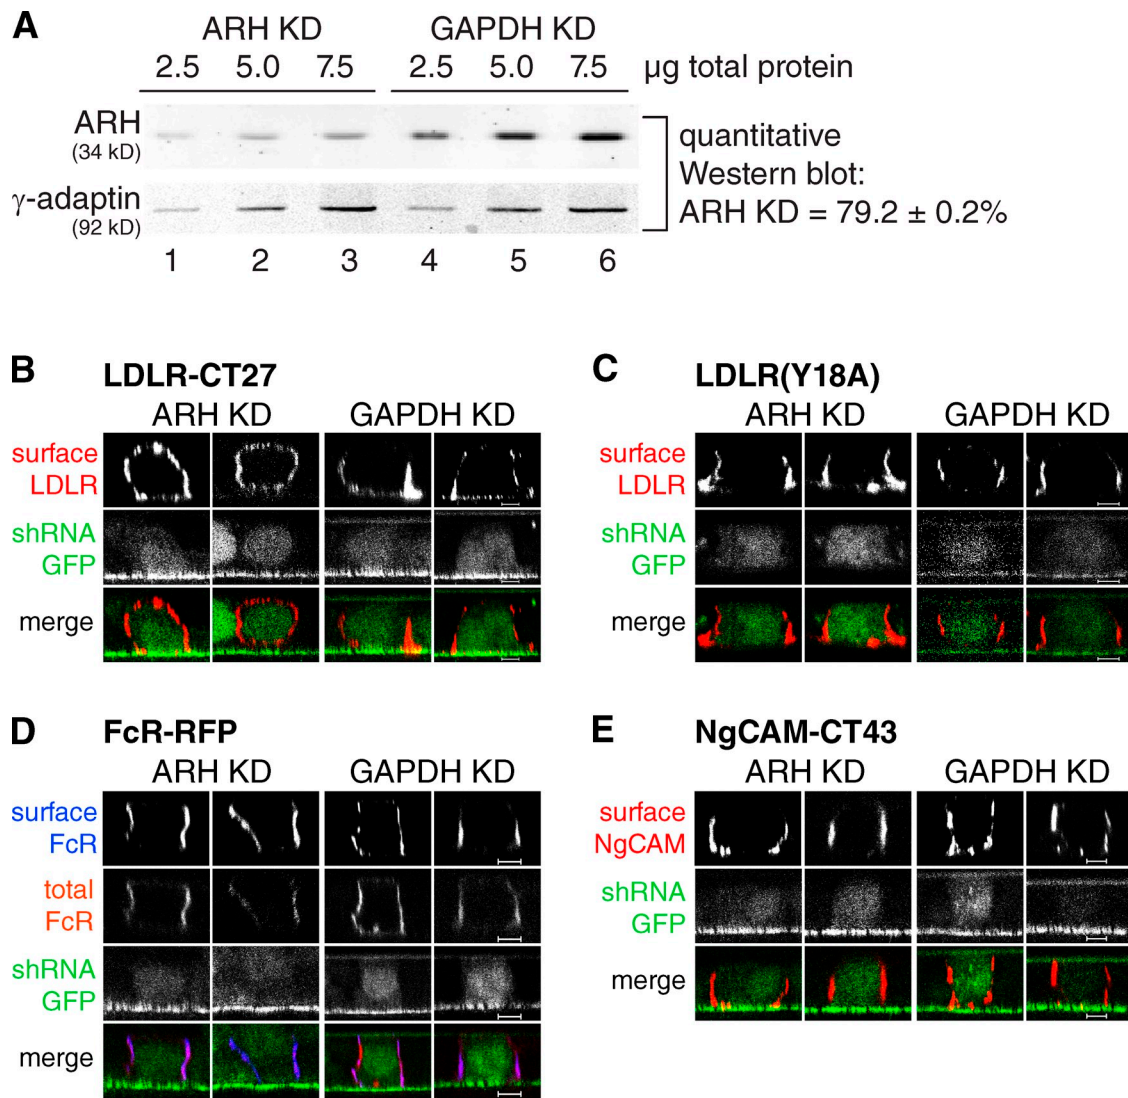 A
ARH KD GAPDH KD
2.5 5.0 7.5 2.5 5.0 7.5 µg total protein
ARH
(34 kD)
γ-adaptin
(92 kD)
quantitative
Western blot:
ARH KD = 79.2 ± 0.2%
1 2 3 4 5 6
B LDLR-CT27
ARH KD GAPDH KD
surface
LDLR
shRNA
GFP
merge
C LDLR(Y18A)
ARH KD GAPDH KD
surface
LDLR
shRNA
GFP
merge
D FcR-RFP
ARH KD GAPDH KD
surface
FcR
total
FcR
shRNA
GFP
merge
E NgCAM-CT43
ARH KD GAPDH KD
surface
NgCAM
shRNA
GFP
merge